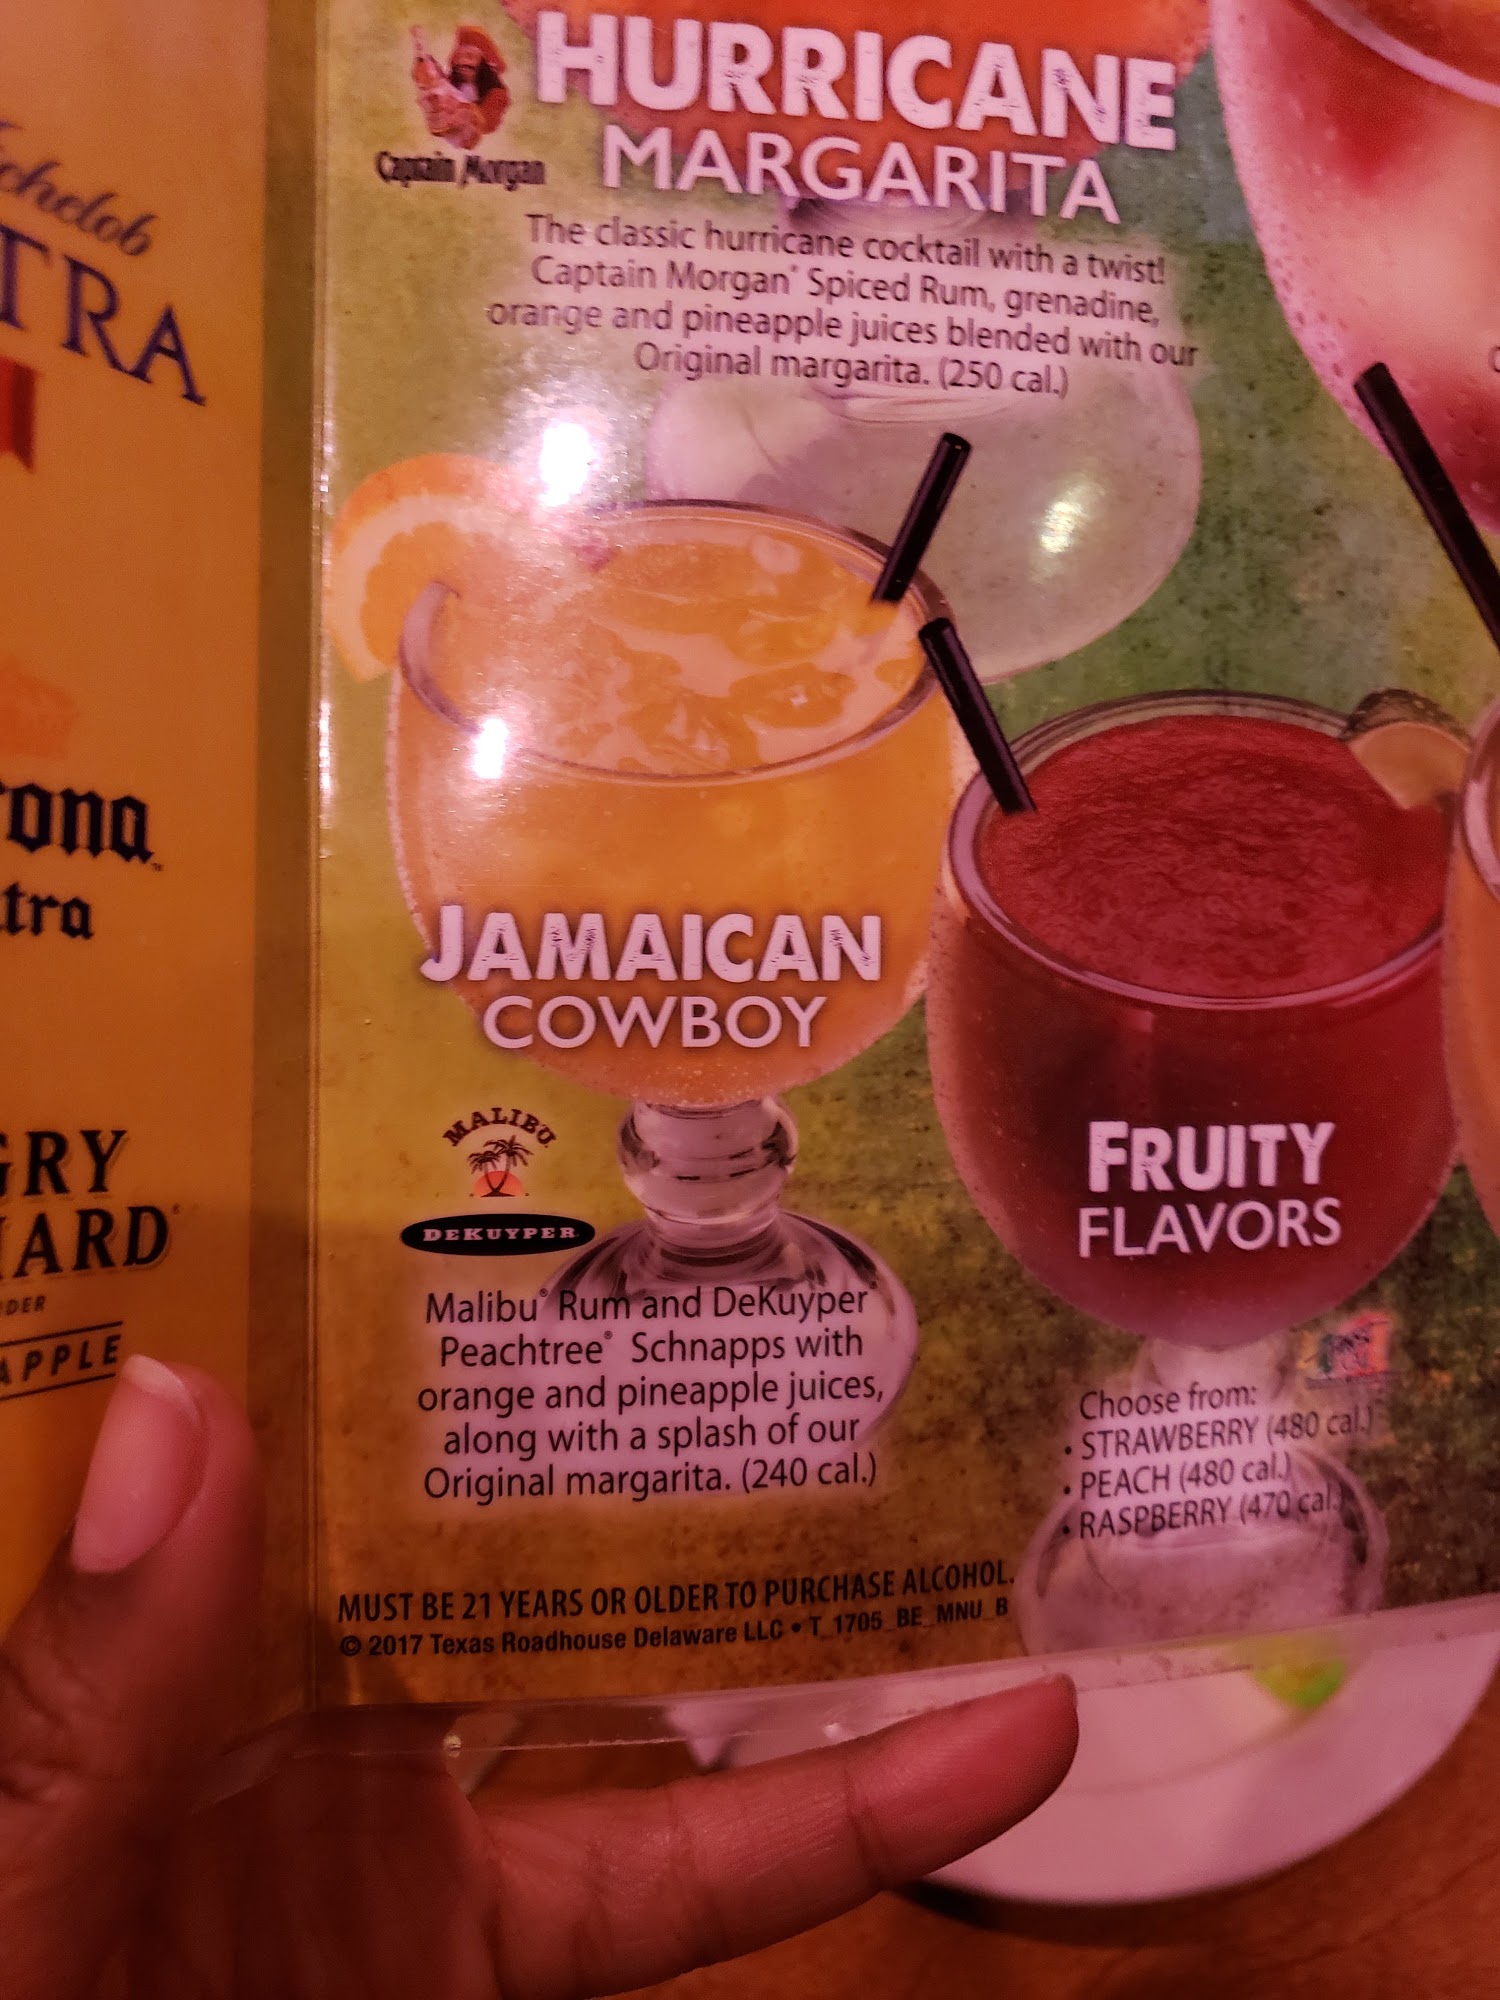 HURRICANE
MARGARITA
Captain Morgan
The classic hurricane cocktail with a twist!
Captain Morgan® Spiced Rum, grenadine,
orange and pineapple juices blended with our
Original margarita. (250 cal.)
JAMAICAN
COWBOY
MALIBU
DEKUYPER
Malibu® Rum and DeKuyper®
Peachtree® Schnapps with
orange and pineapple juices,
along with a splash of our
Original margarita. (240 cal.)
FRUITY
FLAVORS
Choose from:
• STRAWBERRY (480 cal.)
• PEACH (480 cal.)
• RASPBERRY (470 cal.)
MUST BE 21 YEARS OR OLDER TO PURCHASE ALCOHOL.
© 2017 Texas Roadhouse Delaware LLC • T_1705_BE_MNU_B
chelob
TRA
rona
tra
GRY
HARD
DER
APPLE